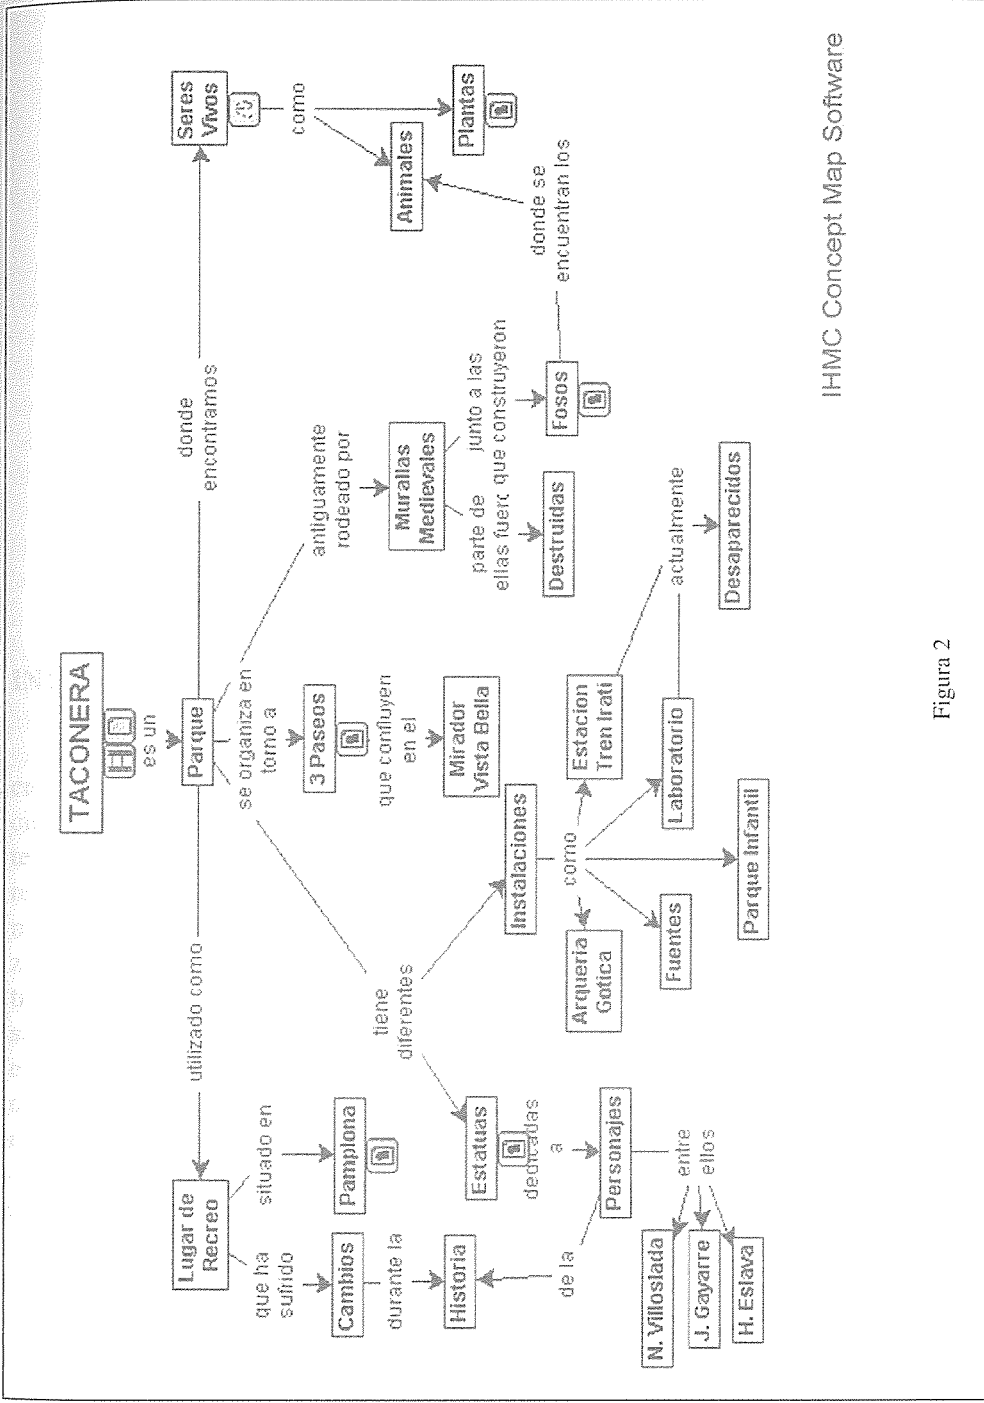 TACONERA
es un
Parque
utilizado como
Lugar de
Recreo
que ha
sufrido
Cambios
durante la
Historia
situado en
Pamplona
se organiza en
torno a
3 Paseos
que confluyen
en el
Mirador
Vista Bella
tiene
diferentes
Estatuas
dedicadas
a
Personajes
de la
entre
ellos
N. Villoslada
J. Gayarre
H. Eslava
Instalaciones
como
Arqueria
Gotica
Fuentes
Parque Infantil
Laboratorio
Estacion
Tren Irati
actualmente
Desaparecidos
antiguamente
rodeado por
Murallas
Medievales
parte de
ellas fuerc
Destruidas
junto a las
que construyeron
Fosos
donde se
encuentran los
donde
encontramos
Seres
Vivos
como
Animales
Plantas
IHMC Concept Map Software
Figura 2